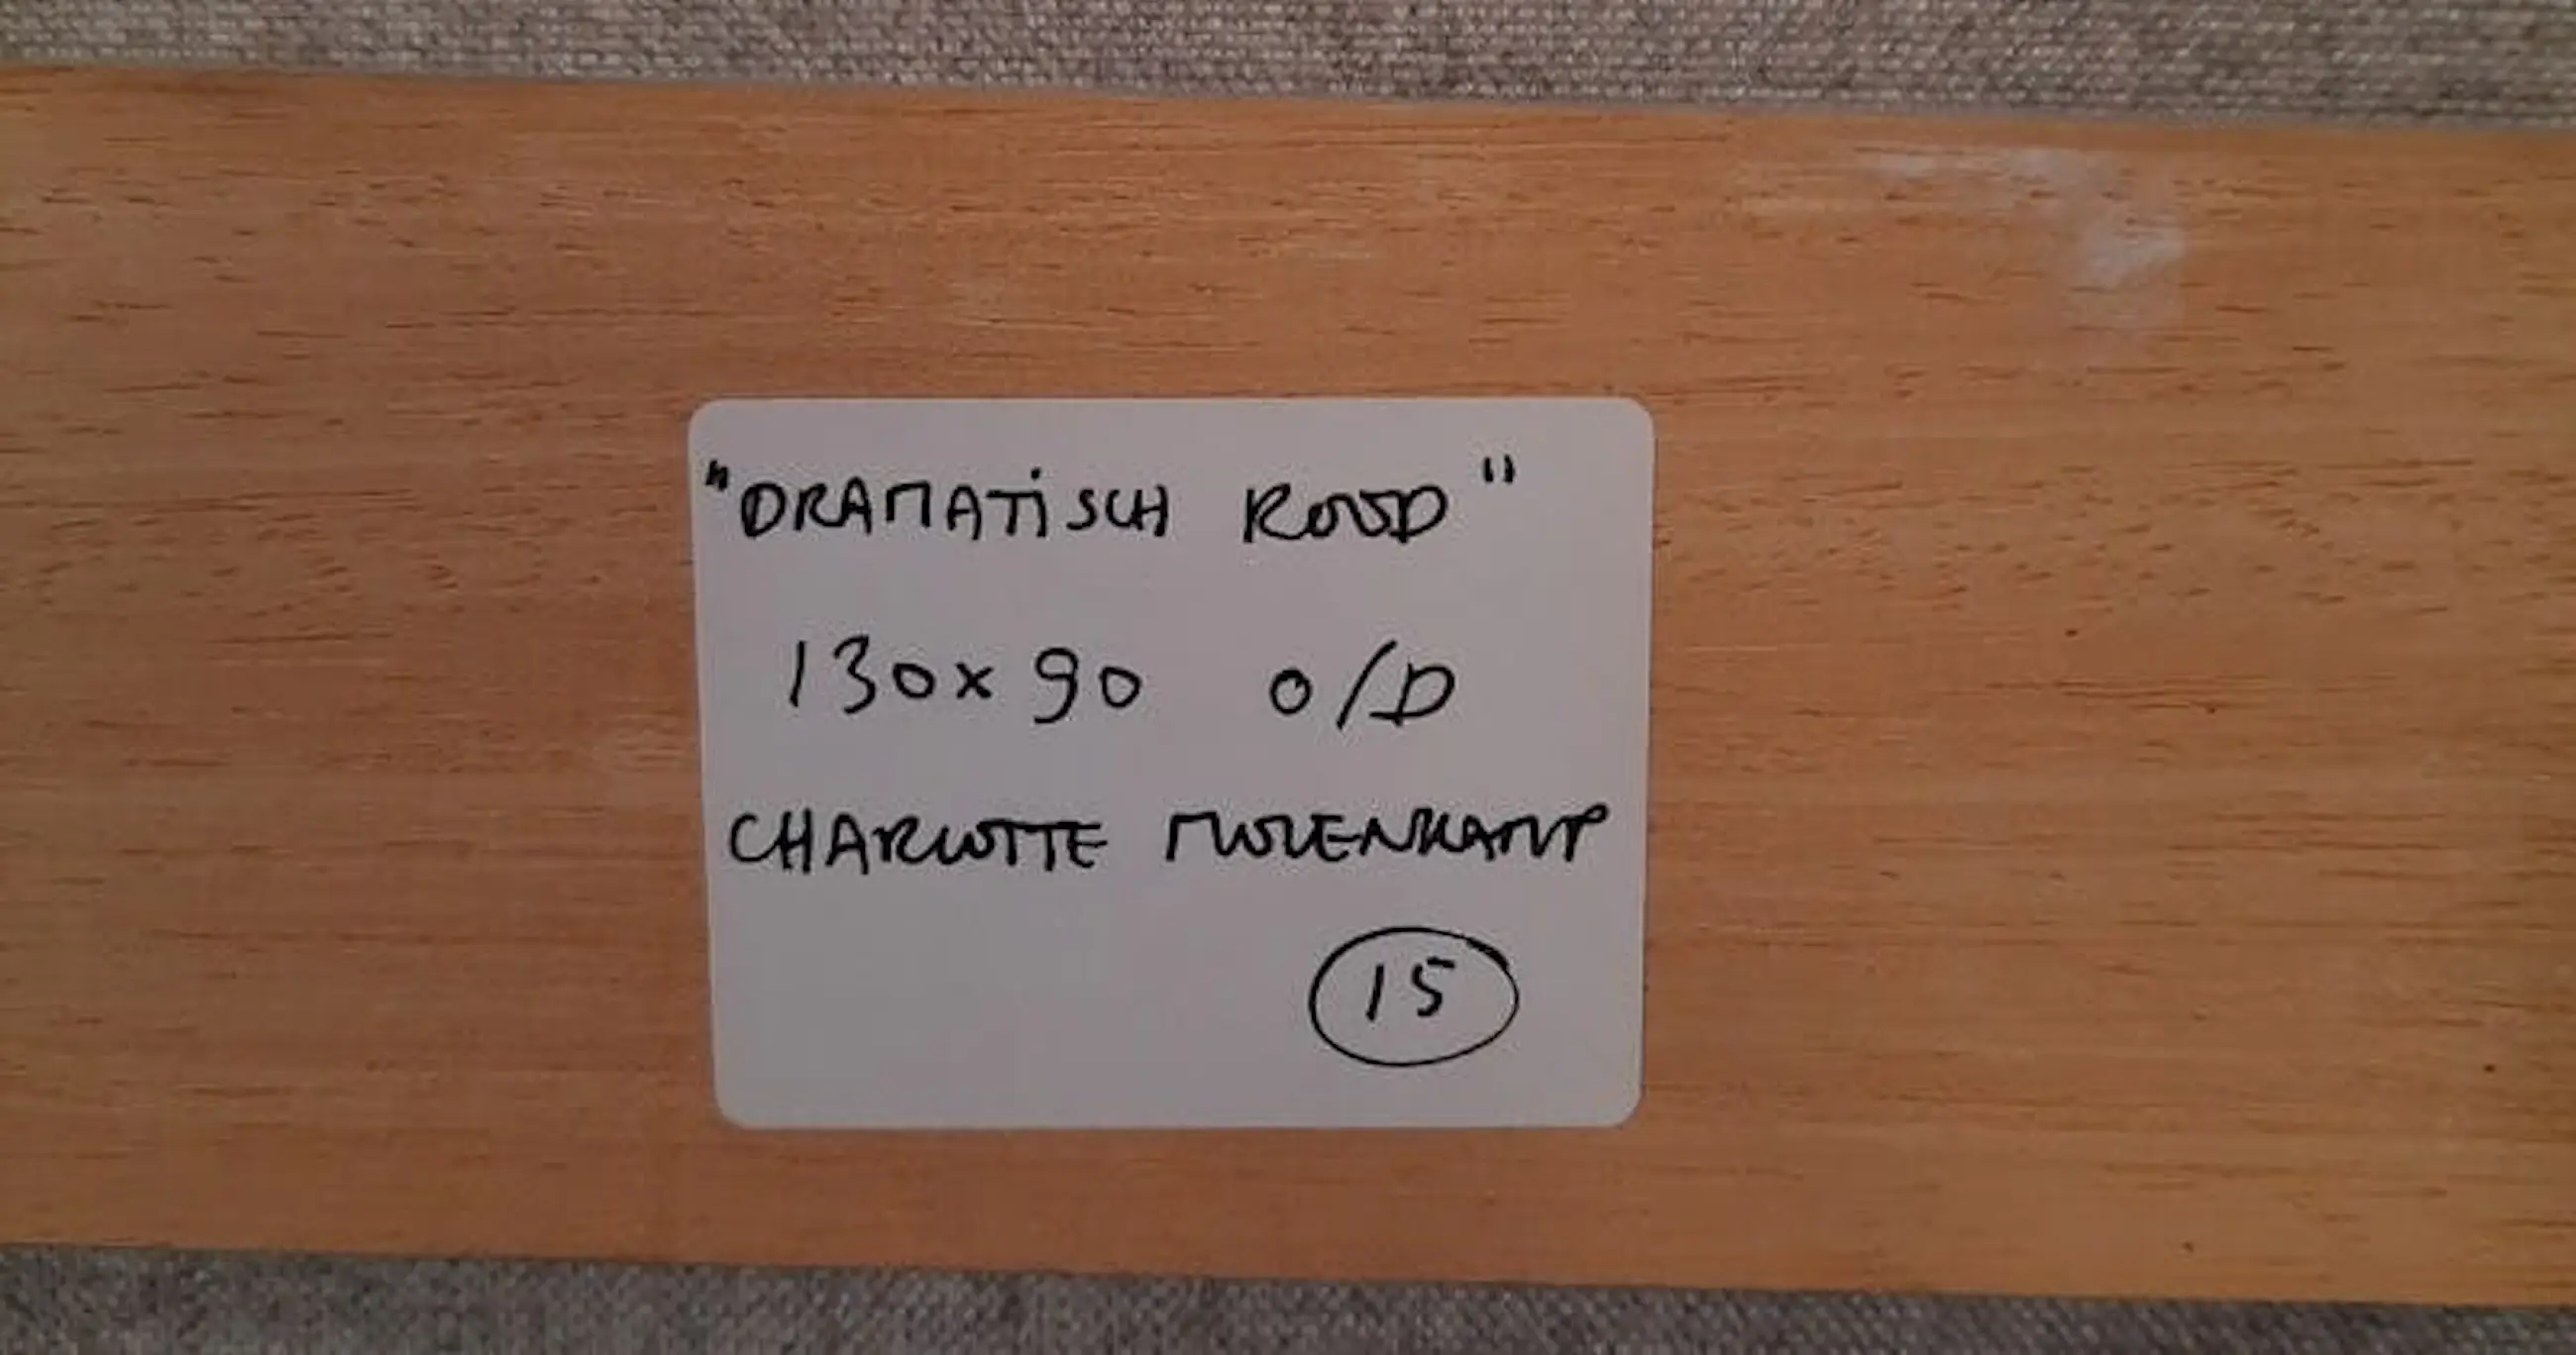 "DRAMATiSCH ROOD"
130x90 o/D
CHARLOTTE MOLENKAMP
15